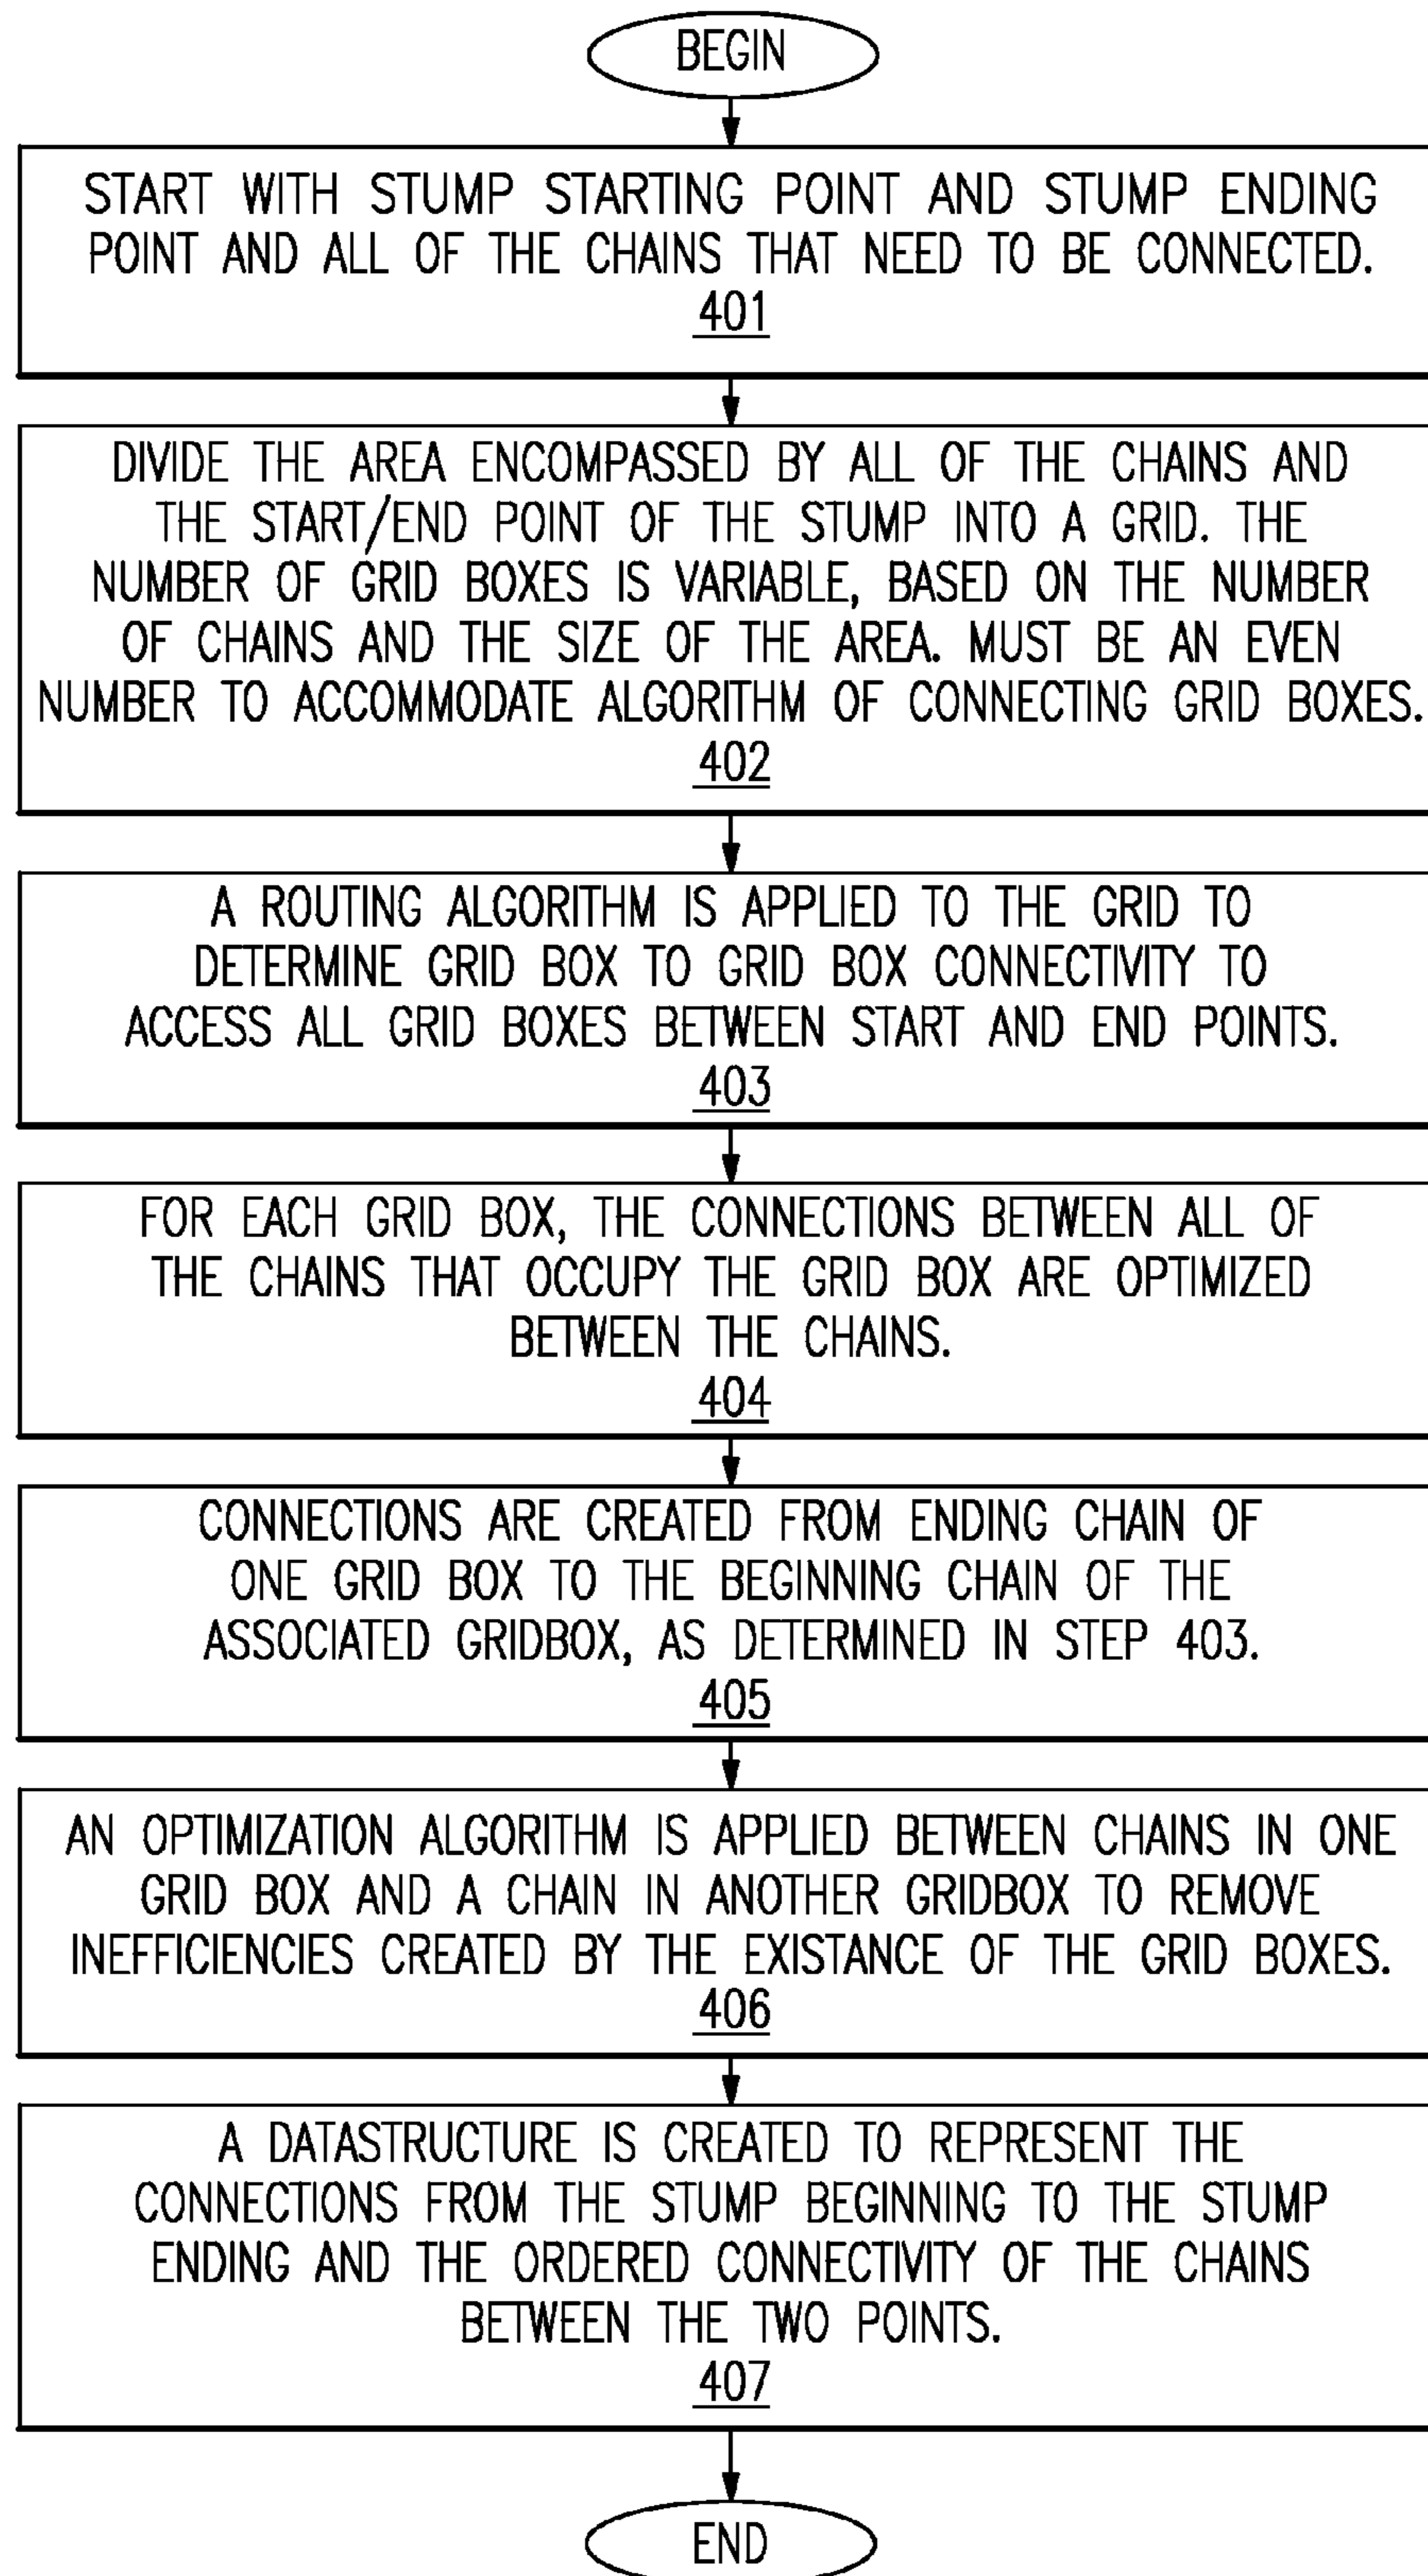 BEGIN
START WITH STUMP STARTING POINT AND STUMP ENDING
POINT AND ALL OF THE CHAINS THAT NEED TO BE CONNECTED.
401
DIVIDE THE AREA ENCOMPASSED BY ALL OF THE CHAINS AND
THE START/END POINT OF THE STUMP INTO A GRID. THE
NUMBER OF GRID BOXES IS VARIABLE, BASED ON THE NUMBER
OF CHAINS AND THE SIZE OF THE AREA. MUST BE AN EVEN
NUMBER TO ACCOMMODATE ALGORITHM OF CONNECTING GRID BOXES.
402
A ROUTING ALGORITHM IS APPLIED TO THE GRID TO
DETERMINE GRID BOX TO GRID BOX CONNECTIVITY TO
ACCESS ALL GRID BOXES BETWEEN START AND END POINTS.
403
FOR EACH GRID BOX, THE CONNECTIONS BETWEEN ALL OF
THE CHAINS THAT OCCUPY THE GRID BOX ARE OPTIMIZED
BETWEEN THE CHAINS.
404
CONNECTIONS ARE CREATED FROM ENDING CHAIN OF
ONE GRID BOX TO THE BEGINNING CHAIN OF THE
ASSOCIATED GRIDBOX, AS DETERMINED IN STEP 403.
405
AN OPTIMIZATION ALGORITHM IS APPLIED BETWEEN CHAINS IN ONE
GRID BOX AND A CHAIN IN ANOTHER GRIDBOX TO REMOVE
INEFFICIENCIES CREATED BY THE EXISTANCE OF THE GRID BOXES.
406
A DATASTRUCTURE IS CREATED TO REPRESENT THE
CONNECTIONS FROM THE STUMP BEGINNING TO THE STUMP
ENDING AND THE ORDERED CONNECTIVITY OF THE CHAINS
BETWEEN THE TWO POINTS.
407
END